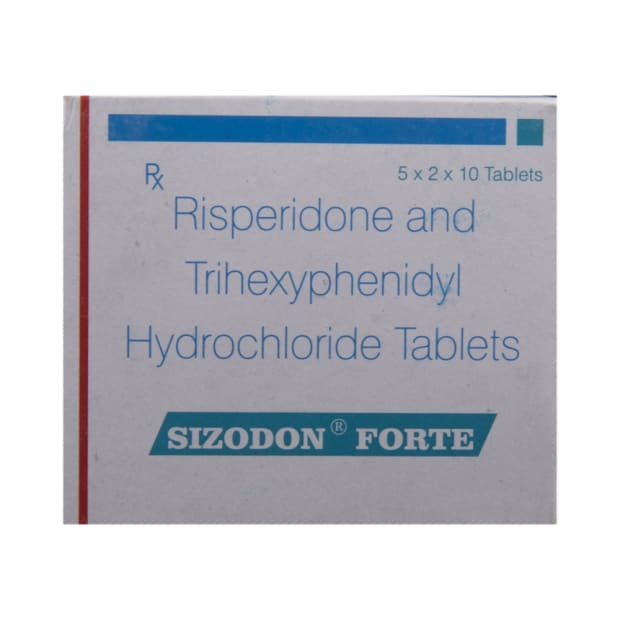 Rx
5 x 2 x 10 Tablets
Risperidone and
Trihexyphenidyl
Hydrochloride Tablets
SIZODON® FORTE